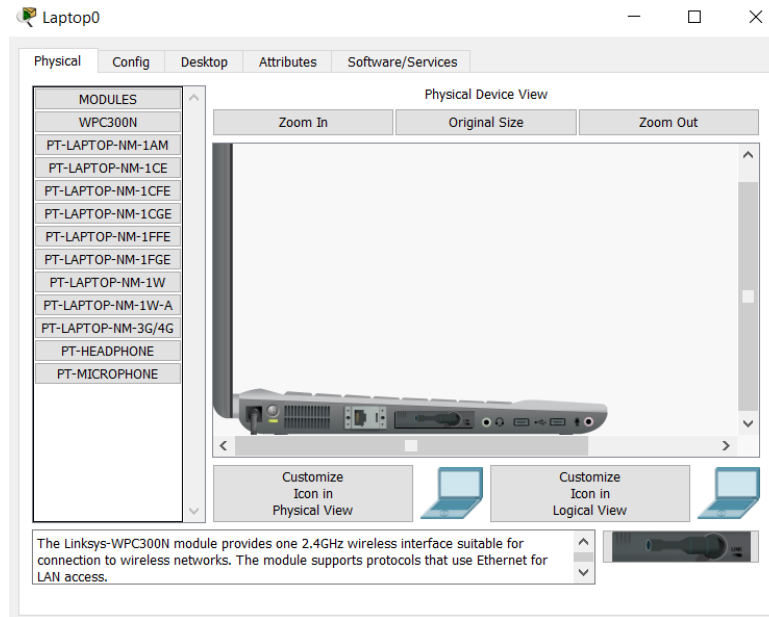 Laptop0
Physical Config Desktop Attributes Software/Services
MODULES
WPC300N
PT-LAPTOP-NM-1AM
PT-LAPTOP-NM-1CE
PT-LAPTOP-NM-1CFE
PT-LAPTOP-NM-1CGE
PT-LAPTOP-NM-1FFE
PT-LAPTOP-NM-1FGE
PT-LAPTOP-NM-1W
PT-LAPTOP-NM-1W-A
PT-LAPTOP-NM-3G/4G
PT-HEADPHONE
PT-MICROPHONE
Physical Device View
Zoom In Original Size Zoom Out
Customize
Icon in
Physical View
Customize
Icon in
Logical View
The Linksys-WPC300N module provides one 2.4GHz wireless interface suitable for
connection to wireless networks. The module supports protocols that use Ethernet for
LAN access.